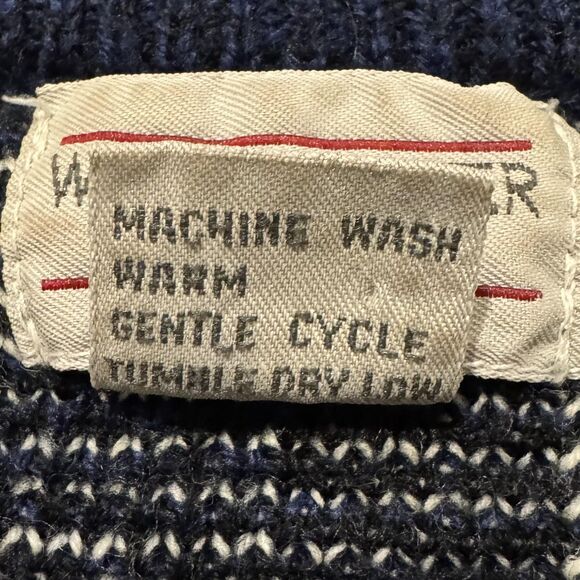 MACHINE WASH
WARM
GENTLE CYCLE
TUMBLE DRY LOW